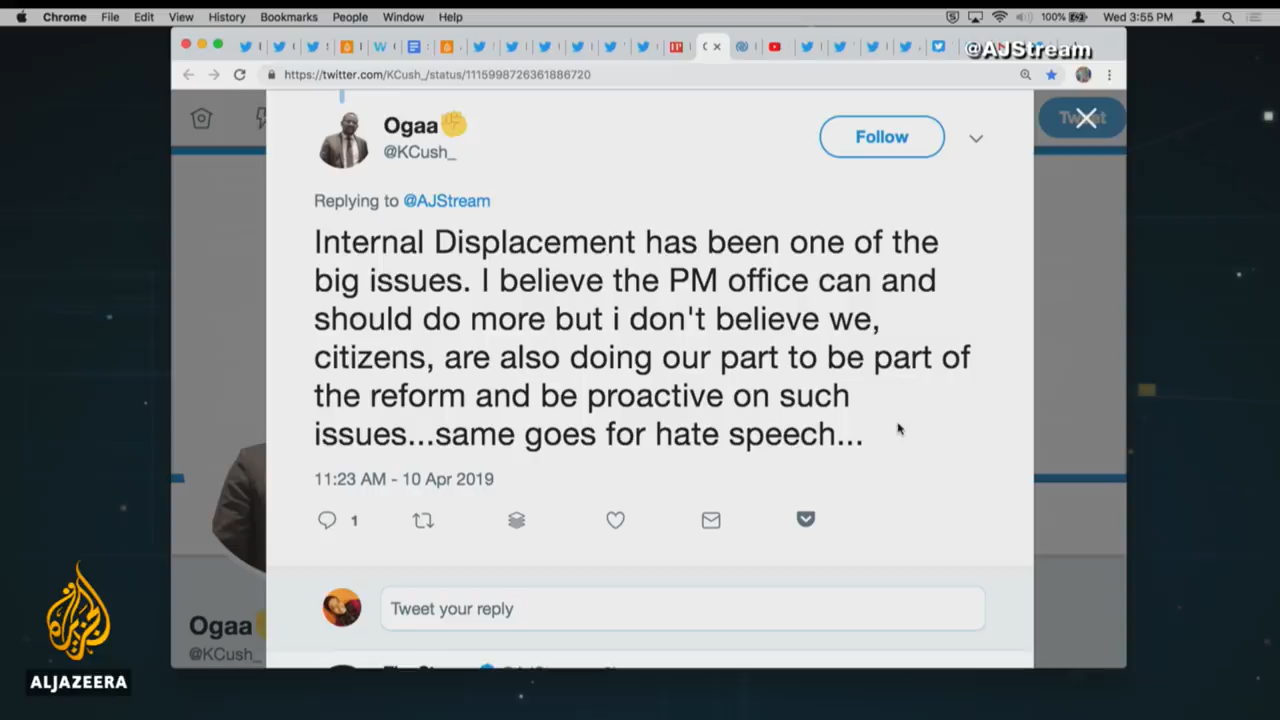 Chrome File Edit View History Bookmarks People Window Help
100% Wed 3:55 PM
@AJStream
https://twitter.com/KCush_/status/1115998726361886720
Tweet
Ogaa
@KCush_
Follow
Replying to @AJStream
Internal Displacement has been one of the
big issues. I believe the PM office can and
should do more but i don't believe we,
citizens, are also doing our part to be part of
the reform and be proactive on such
issues...same goes for hate speech...
11:23 AM - 10 Apr 2019
1
Tweet your reply
Ogaa
@KCush_
الجزيرة
ALJAZEERA